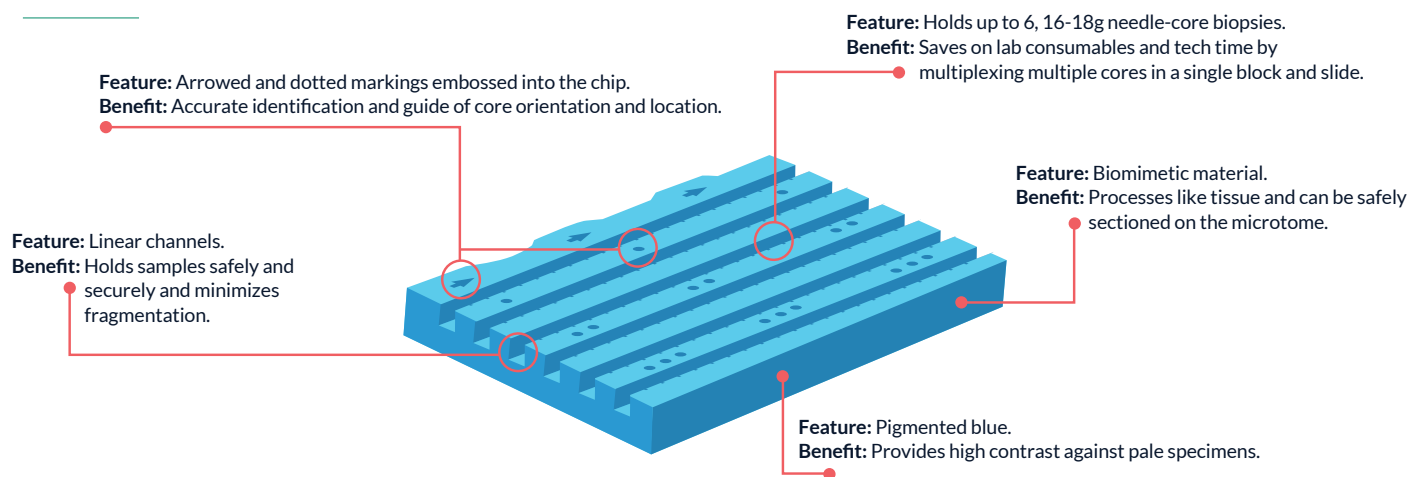 Feature: Holds up to 6, 16-18g needle-core biopsies.
Benefit: Saves on lab consumables and tech time by
multiplexing multiple cores in a single block and slide.
Feature: Arrowed and dotted markings embossed into the chip.
Benefit: Accurate identification and guide of core orientation and location.
Feature: Biomimetic material.
Benefit: Processes like tissue and can be safely
sectioned on the microtome.
Feature: Linear channels.
Benefit: Holds samples safely and
securely and minimizes
fragmentation.
Feature: Pigmented blue.
Benefit: Provides high contrast against pale specimens.